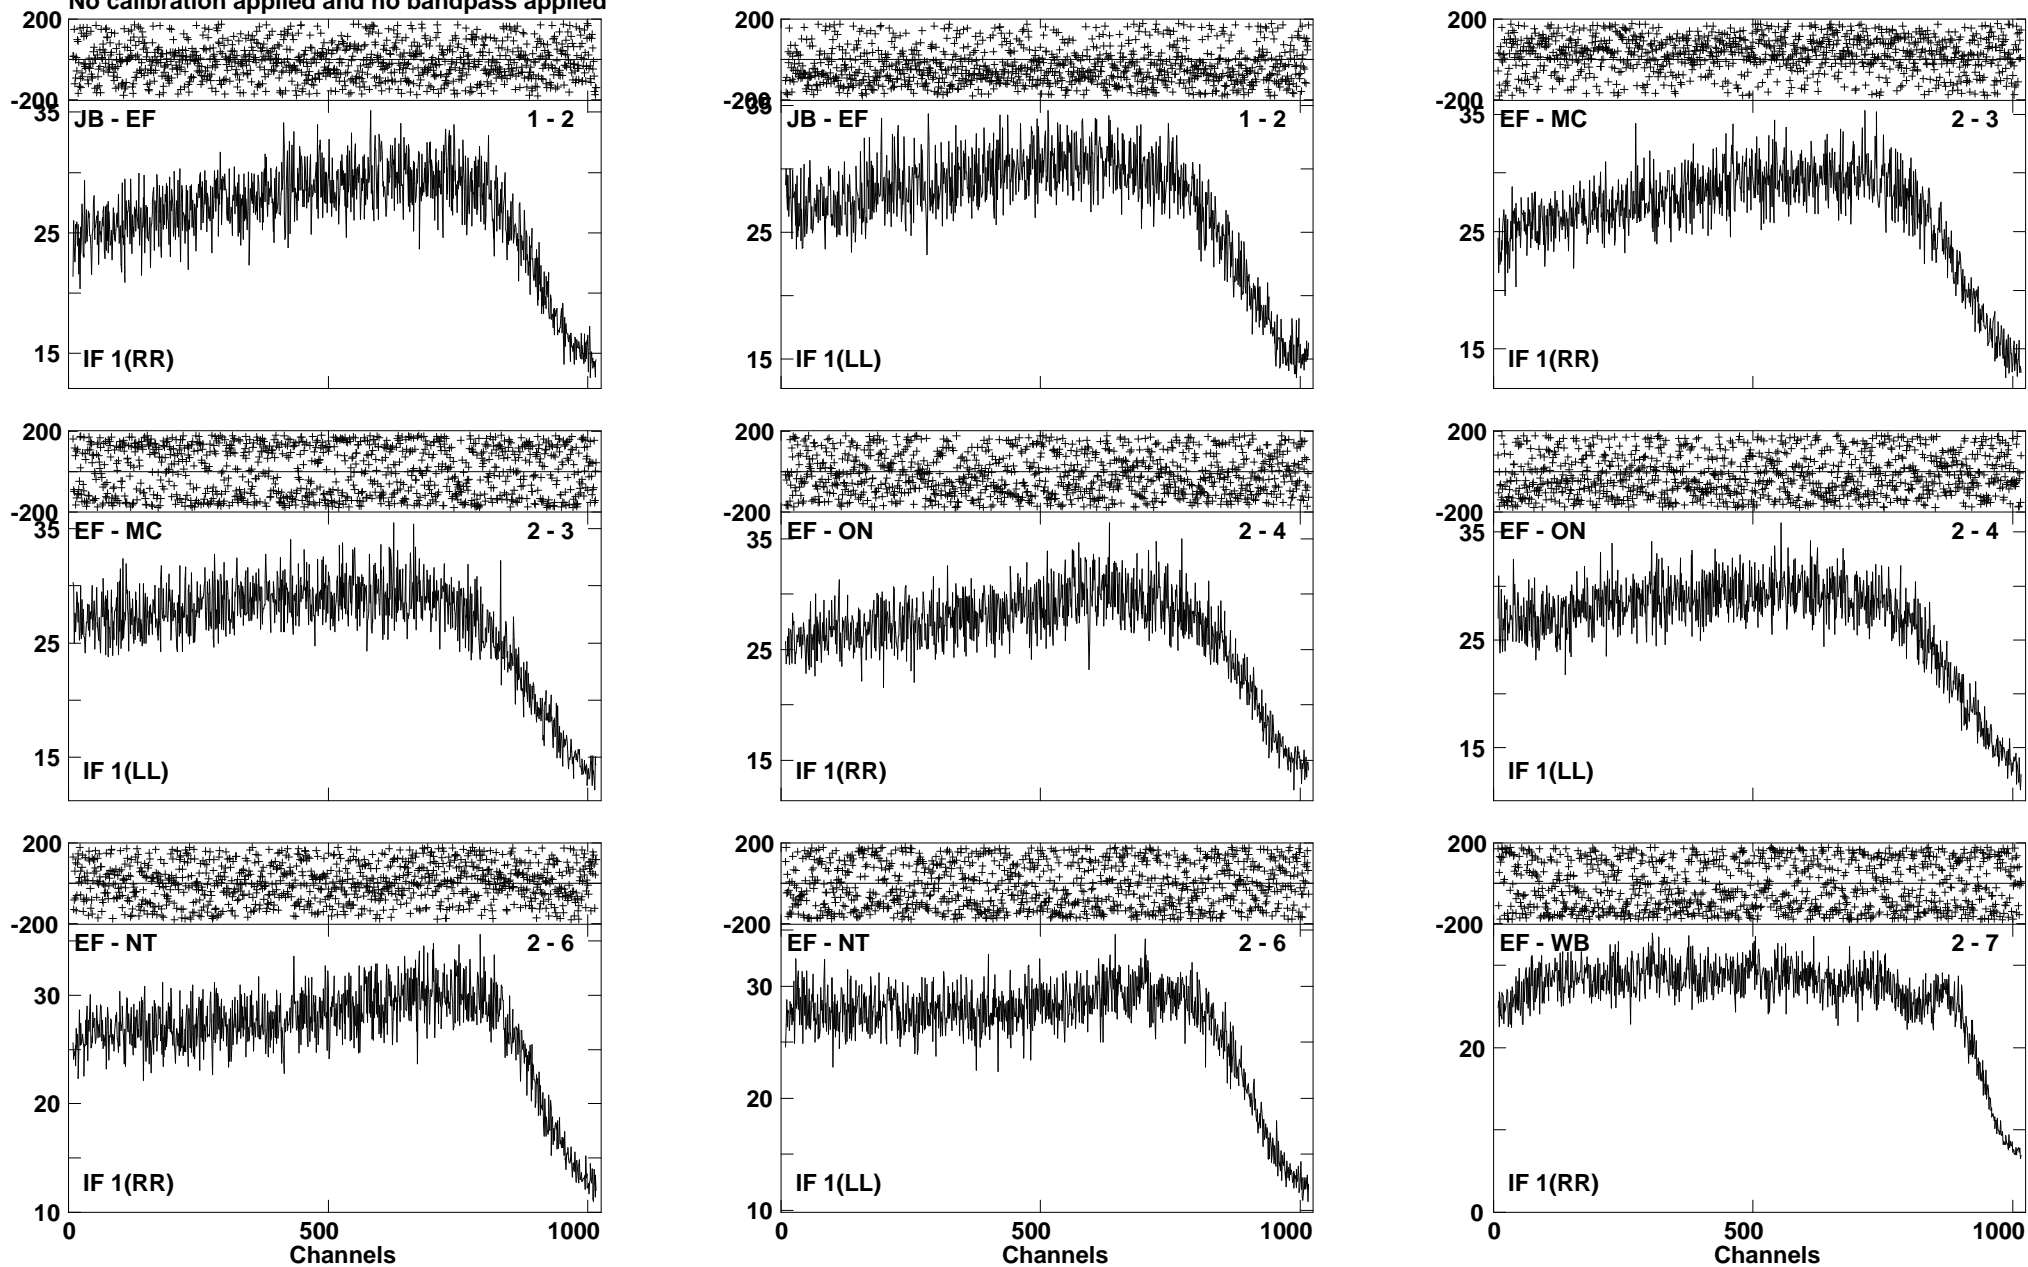 No calibration applied and no bandpass applied
200
-200
35
25
15
JB - EF
1 - 2
IF 1(RR)
200
-200
35
25
15
JB - EF
1 - 2
IF 1(LL)
200
-200
35
25
15
EF - MC
2 - 3
IF 1(RR)
200
-200
35
25
15
EF - MC
2 - 3
IF 1(LL)
200
-200
35
25
15
EF - ON
2 - 4
IF 1(RR)
200
-200
35
25
15
EF - ON
2 - 4
IF 1(LL)
200
-200
30
20
10
EF - NT
2 - 6
IF 1(RR)
0
500
1000
Channels
200
-200
30
20
10
EF - NT
2 - 6
IF 1(LL)
0
500
1000
Channels
200
-200
20
0
EF - WB
2 - 7
IF 1(RR)
0
500
1000
Channels